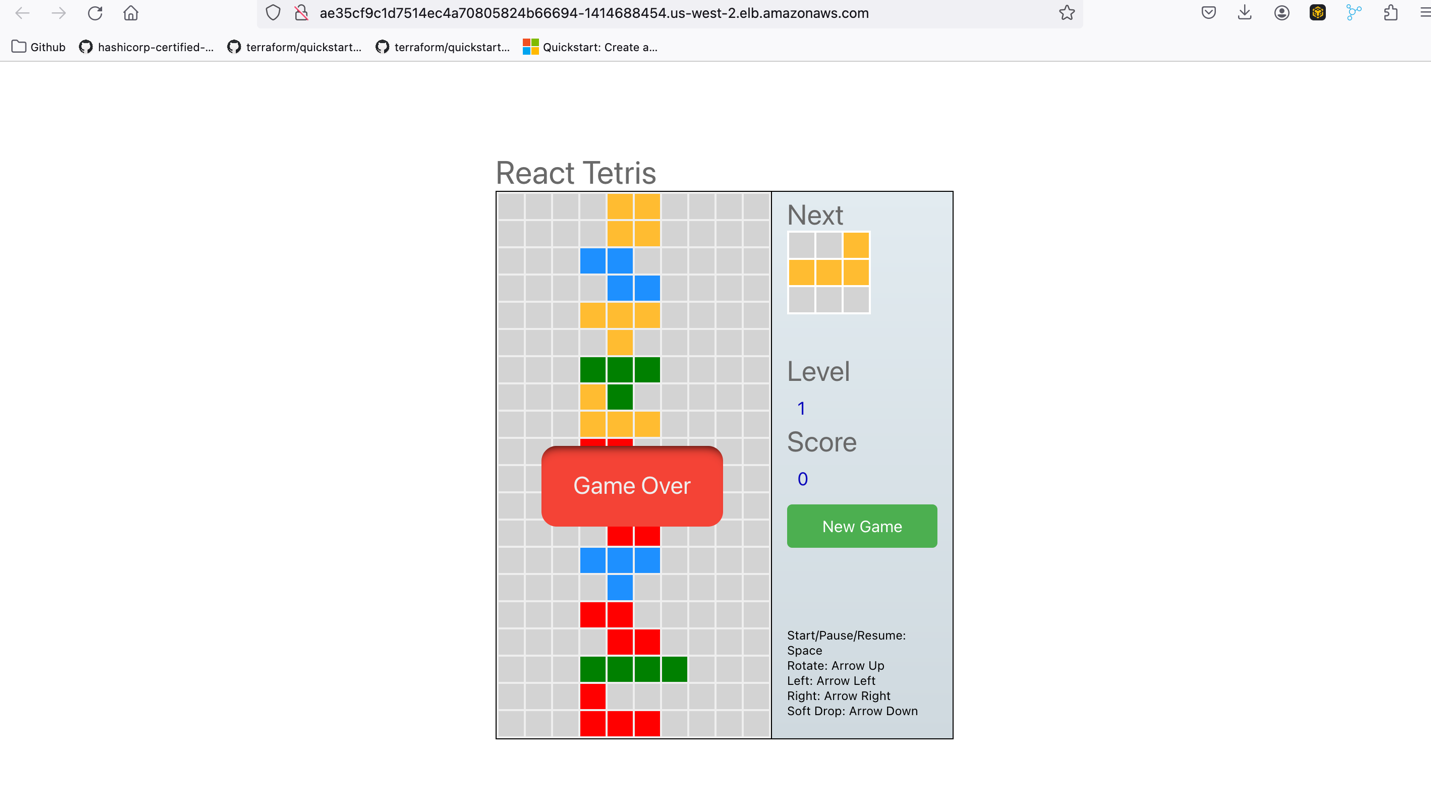 ae35cf9c1d7514ec4a70805824b66694-1414688454.us-west-2.elb.amazonaws.com
Github hashicorp-certified-... terraform/quickstart... terraform/quickstart... Quickstart: Create a...
React Tetris
Next
Level
1
Score
0
Game Over
New Game
Start/Pause/Resume:
Space
Rotate: Arrow Up
Left: Arrow Left
Right: Arrow Right
Soft Drop: Arrow Down